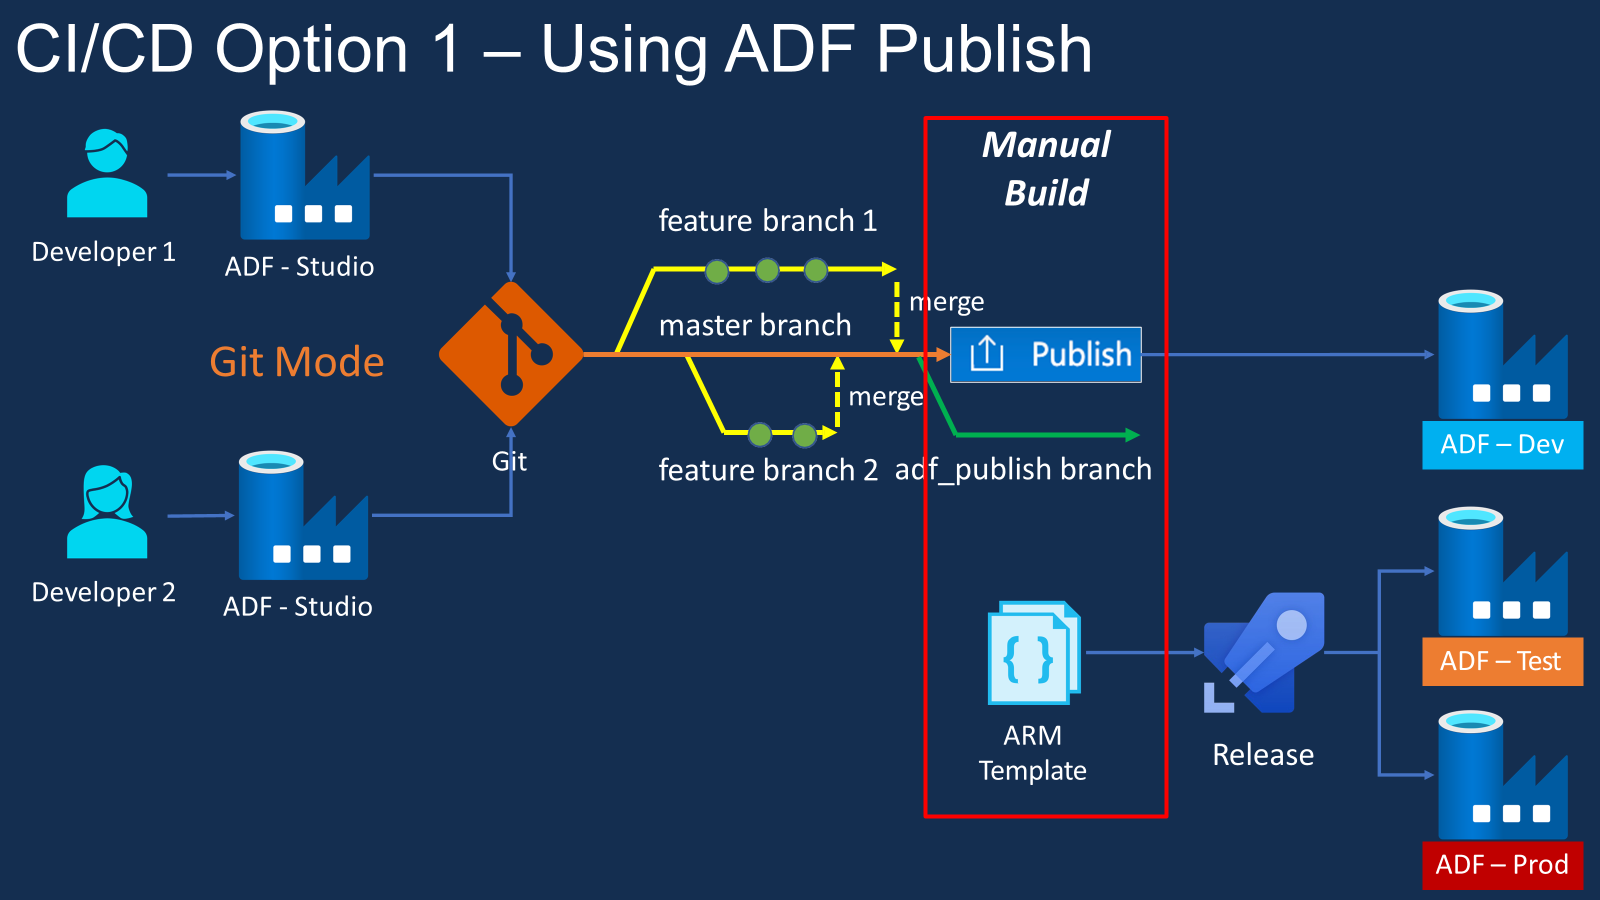 CI/CD Option 1 – Using ADF Publish
Manual
Build
Developer 1
ADF - Studio
feature branch 1
merge
master branch
Publish
Git Mode
merge
Git
feature branch 2
adf_publish branch
ADF – Dev
Developer 2
ADF - Studio
{ }
ARM
Template
Release
ADF – Test
ADF – Prod